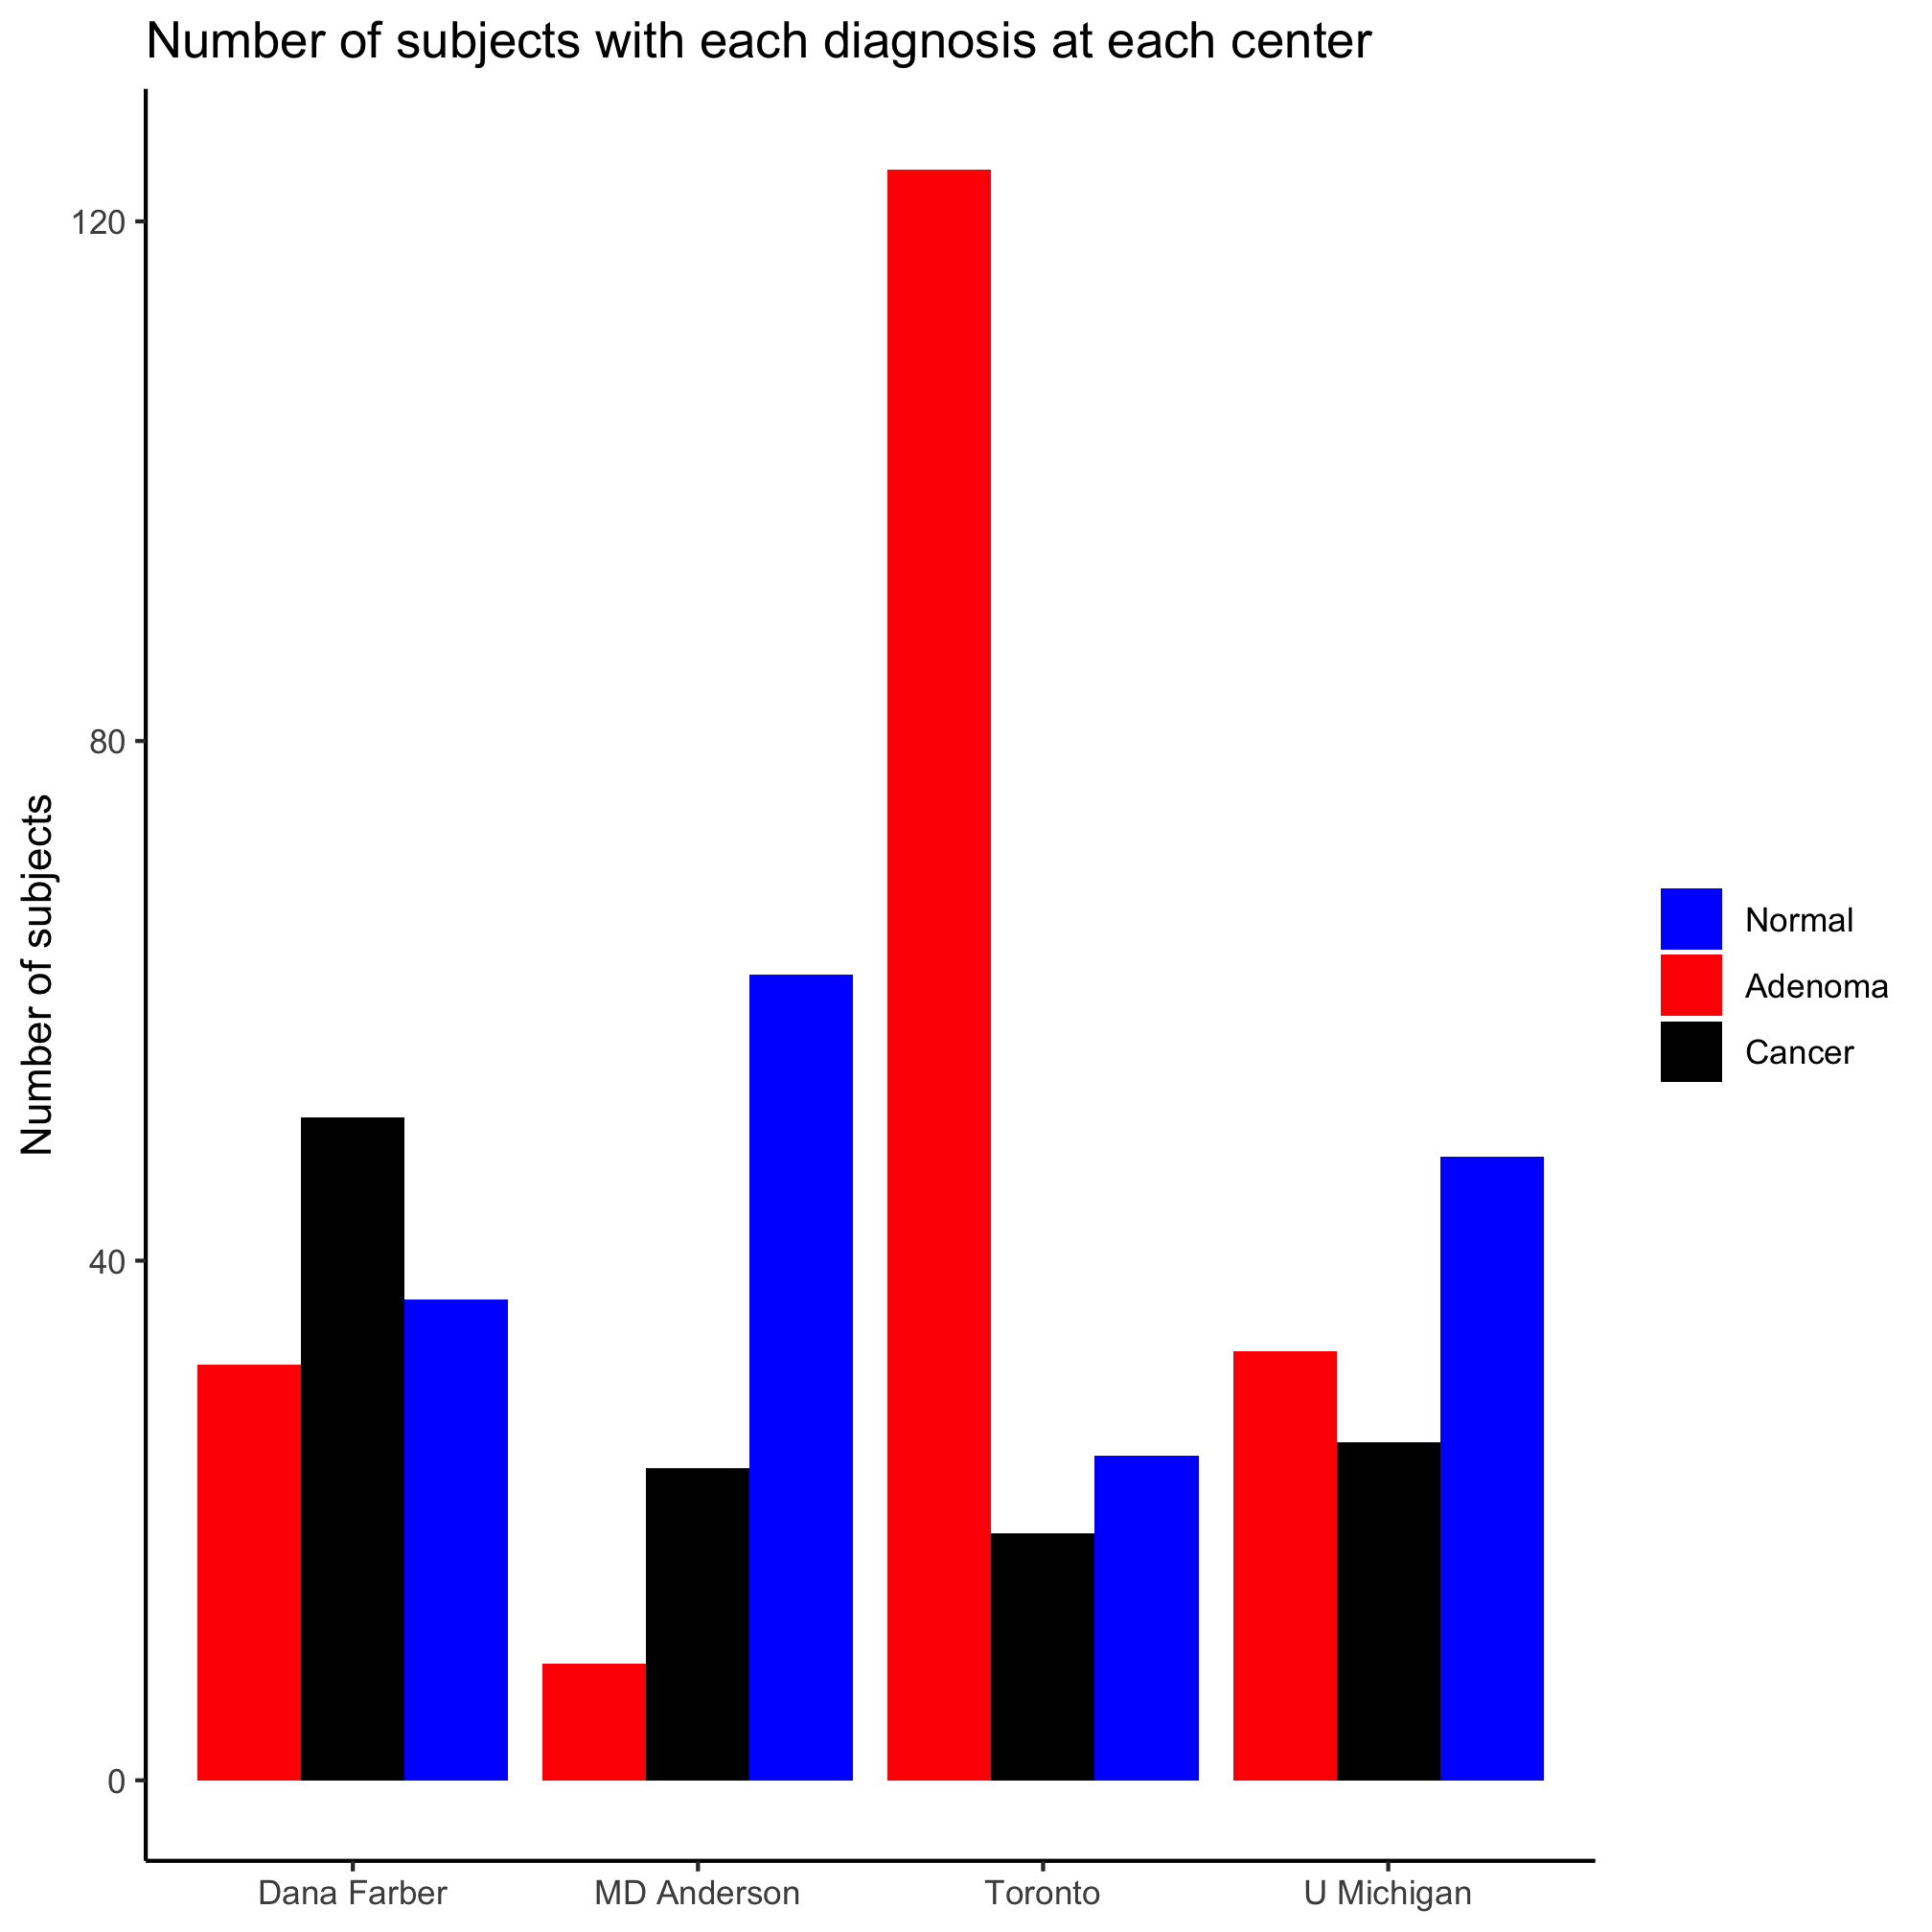 Number of subjects with each diagnosis at each center
Number of subjects
120
80
40
0
Dana Farber
MD Anderson
Toronto
U Michigan
Normal
Adenoma
Cancer